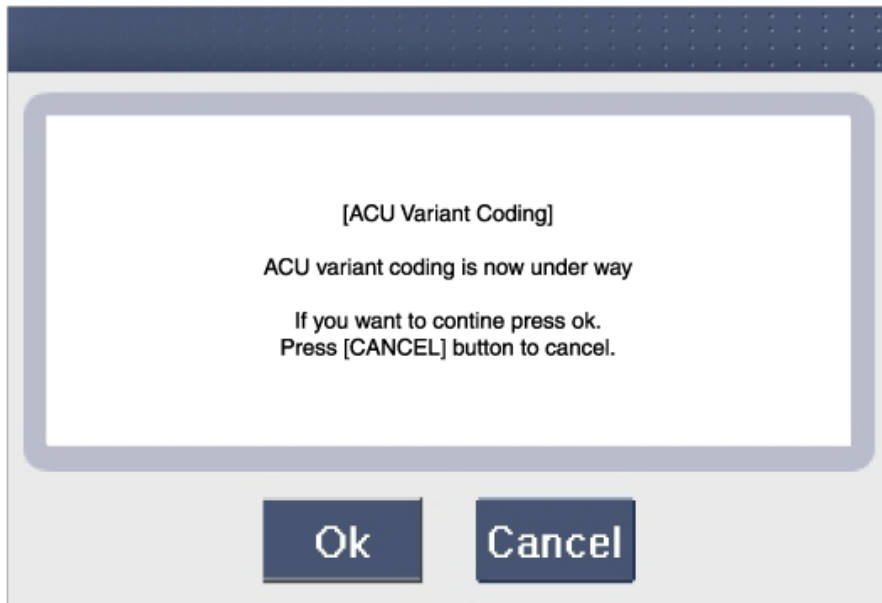 [ACU Variant Coding]
ACU variant coding is now under way
If you want to contine press ok.
Press [CANCEL] button to cancel.
Ok
Cancel